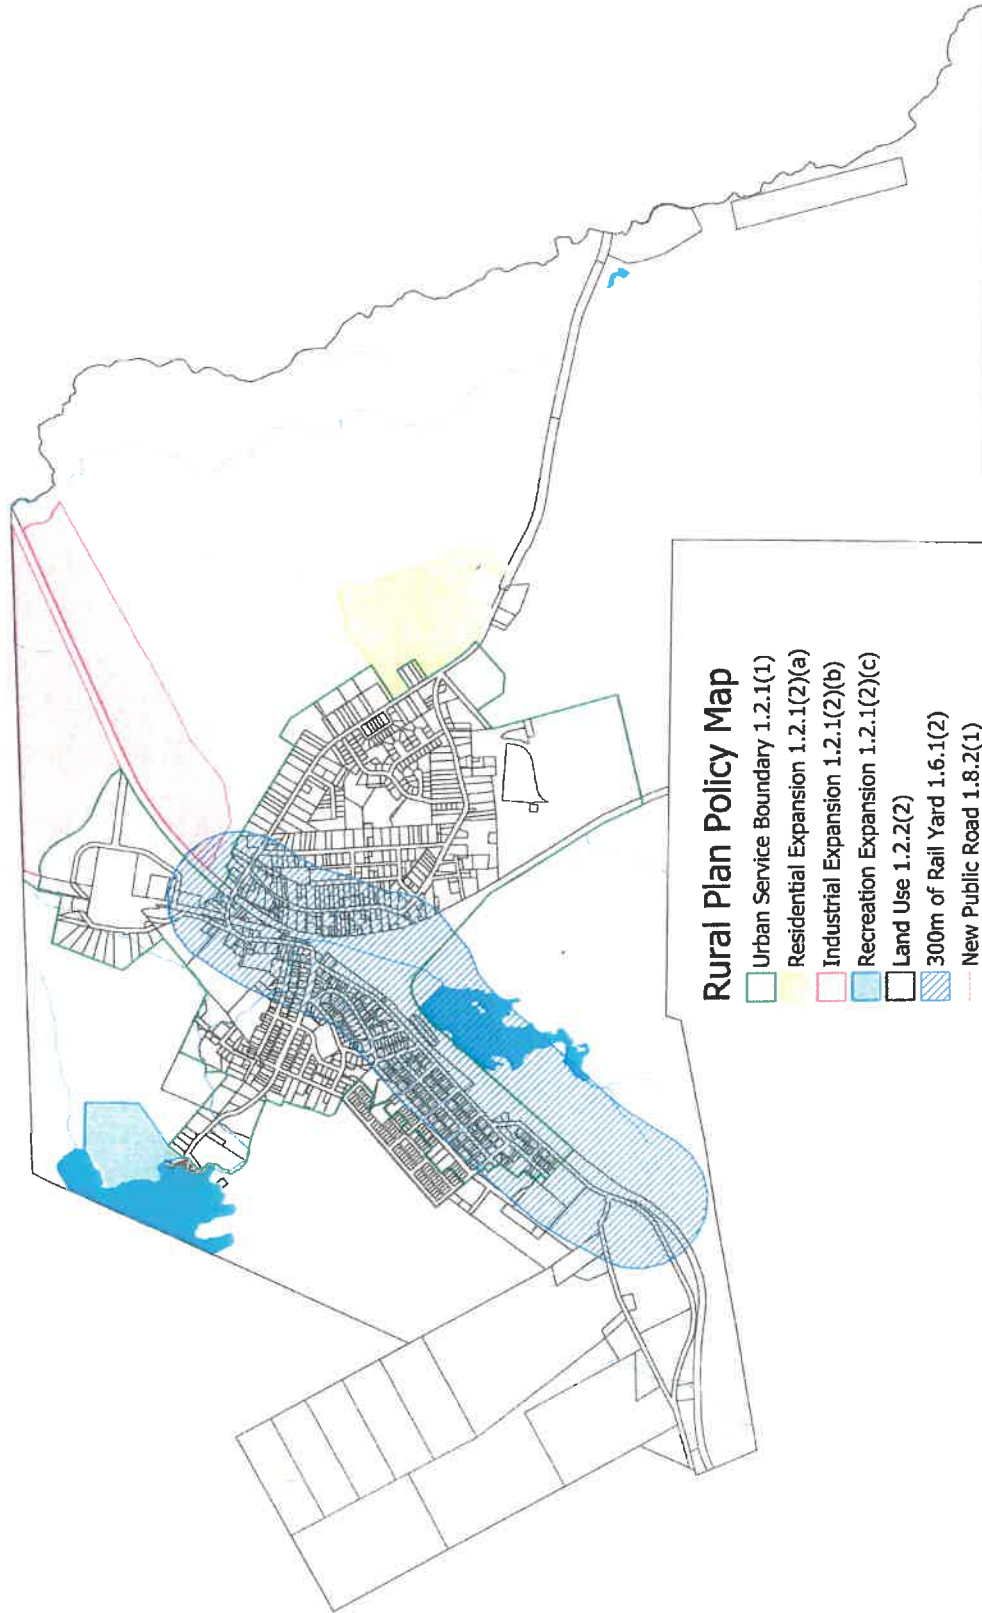 Rural Plan Policy Map
Urban Service Boundary 1.2.1(1)
Residential Expansion 1.2.1(2)(a)
Industrial Expansion 1.2.1(2)(b)
Recreation Expansion 1.2.1(2)(c)
Land Use 1.2.2(2)
300m of Rail Yard 1.6.1(2)
New Public Road 1.8.2(1)